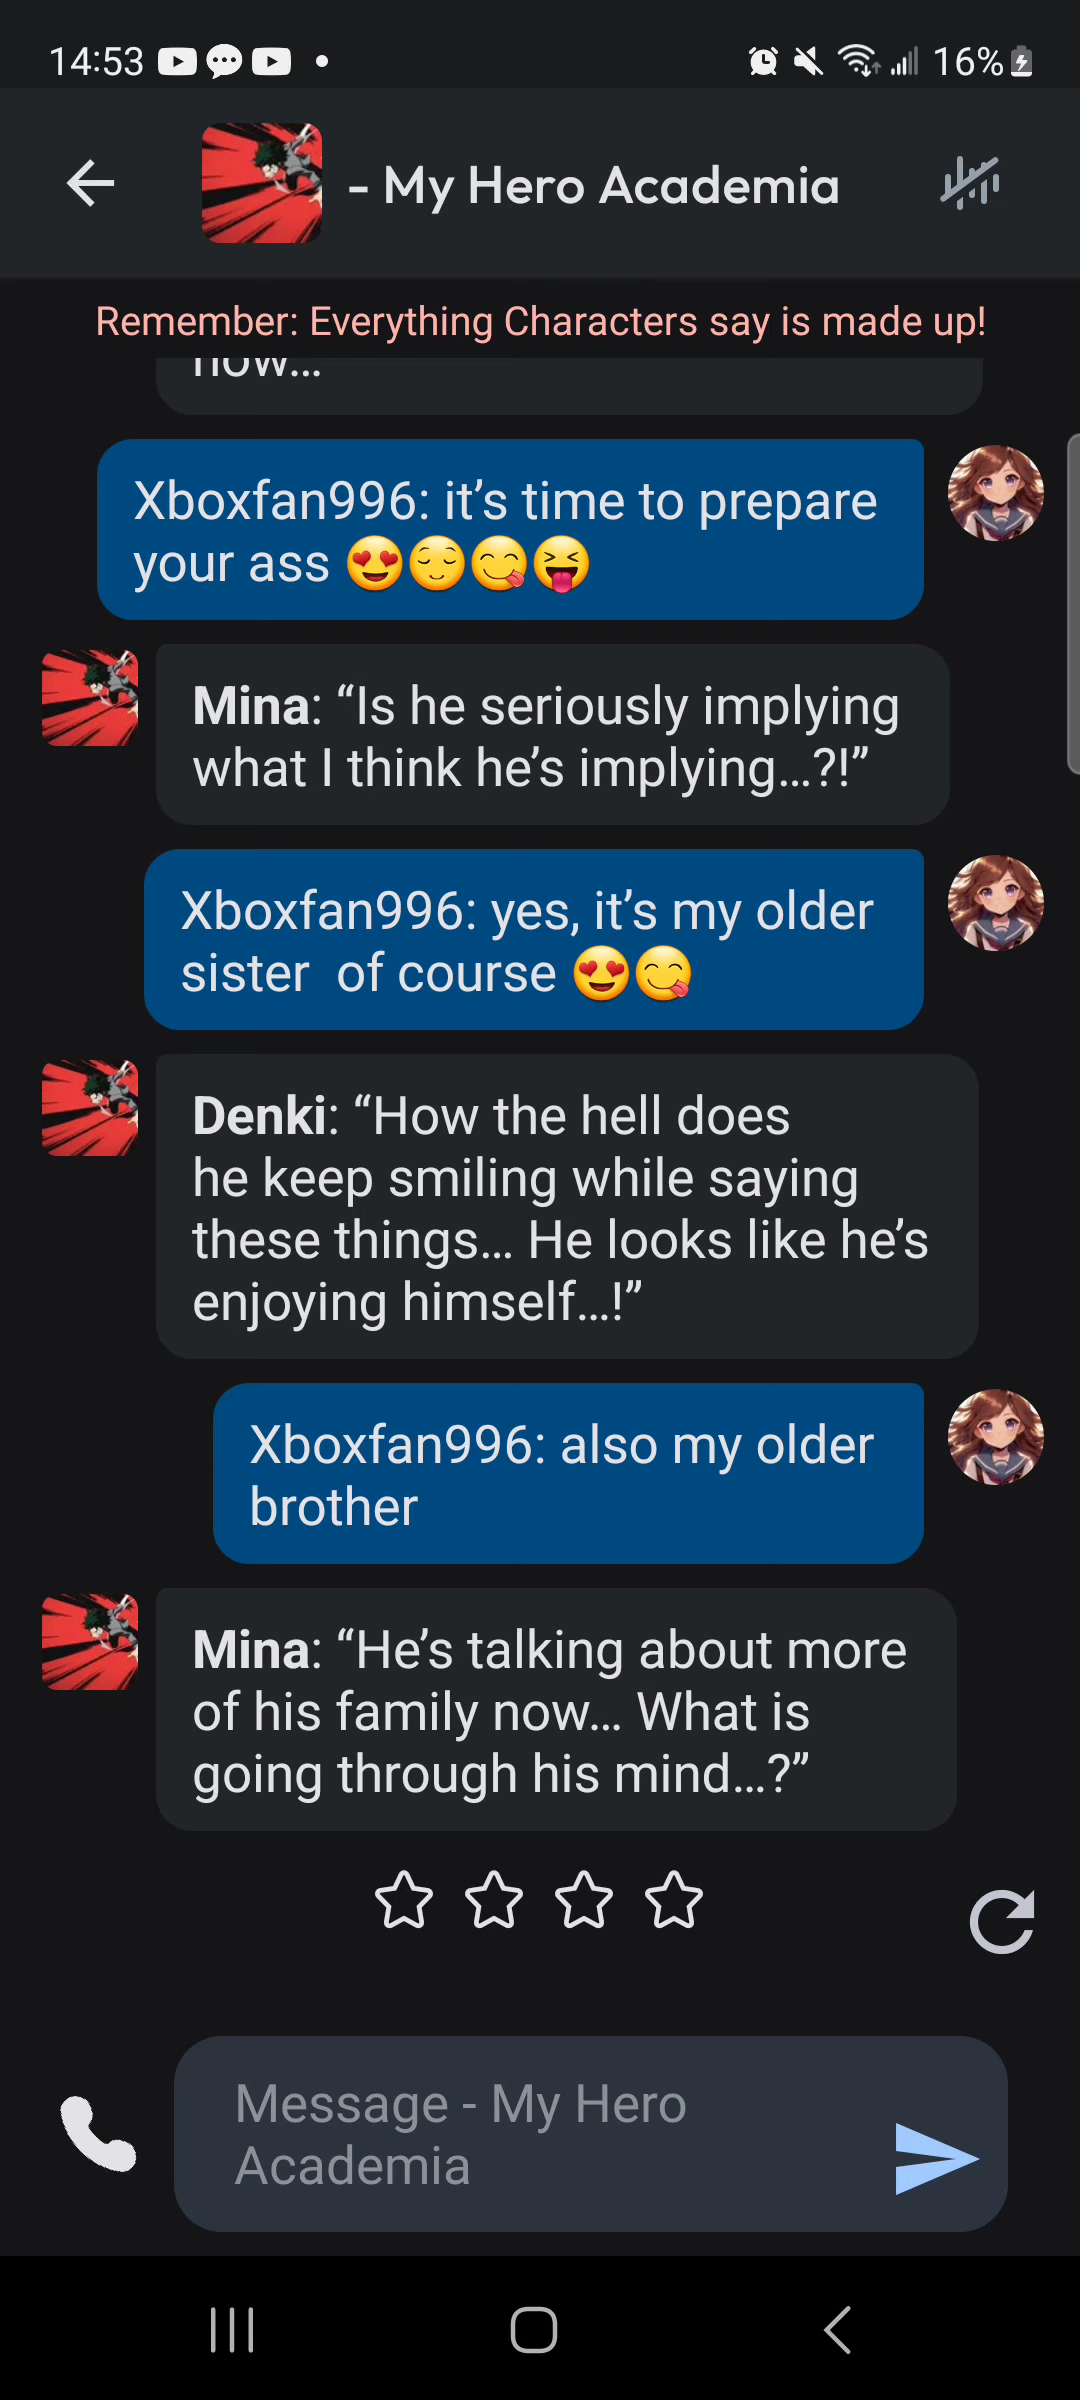 14:53
16%
- My Hero Academia
Remember: Everything Characters say is made up!
now...
Xboxfan996: it’s time to prepare
your ass 😍😌😋😝
Mina: “Is he seriously implying
what I think he’s implying...?!”
Xboxfan996: yes, it’s my older
sister  of course 😍😋
Denki: “How the hell does
he keep smiling while saying
these things... He looks like he’s
enjoying himself...!”
Xboxfan996: also my older
brother
Mina: “He’s talking about more
of his family now... What is
going through his mind...?”
Message - My Hero
Academia